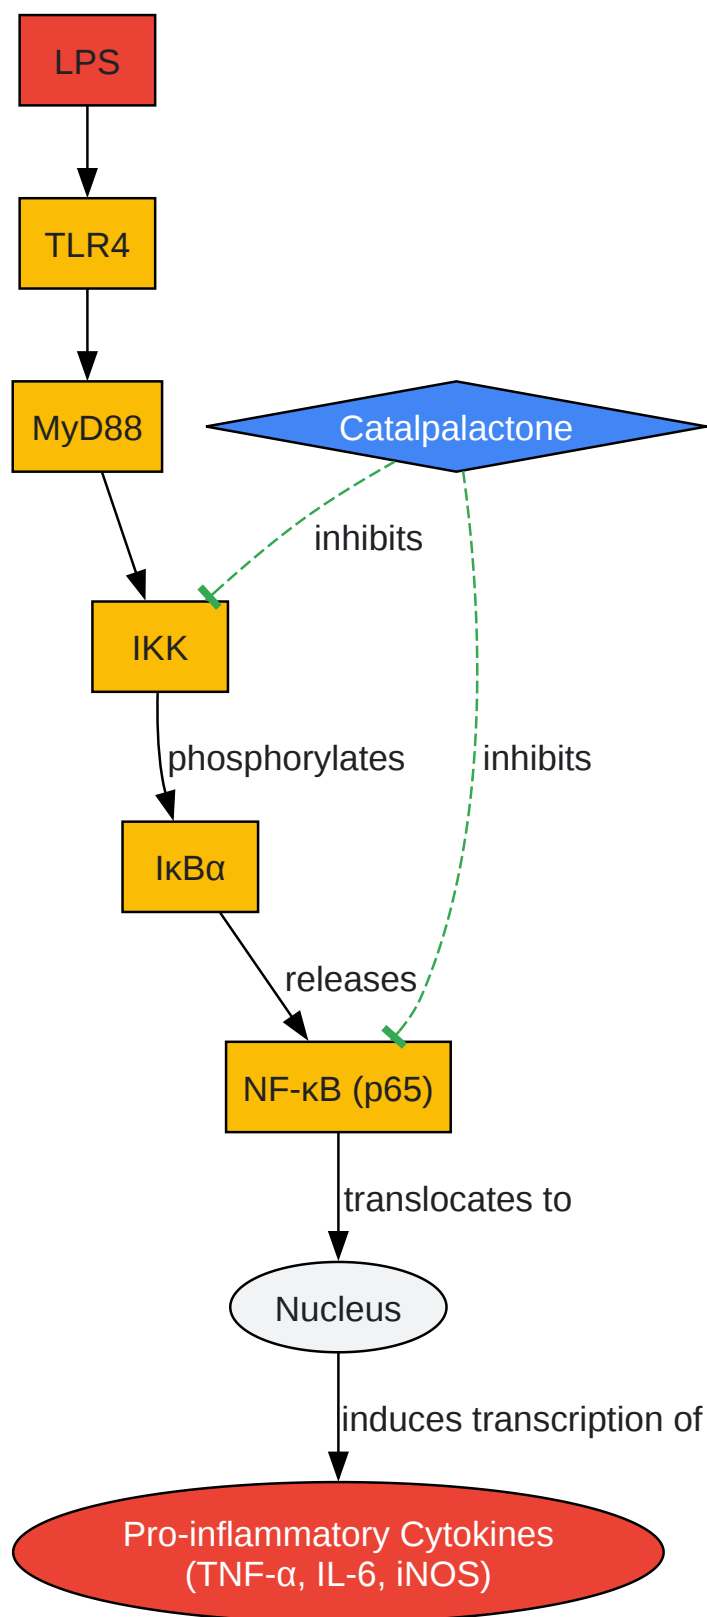 LPS
TLR4
MyD88
Catalpalactone
inhibits
IKK
phosphorylates
inhibits
IκBα
releases
NF-κB (p65)
translocates to
Nucleus
induces transcription of
Pro-inflammatory Cytokines
(TNF-α, IL-6, iNOS)